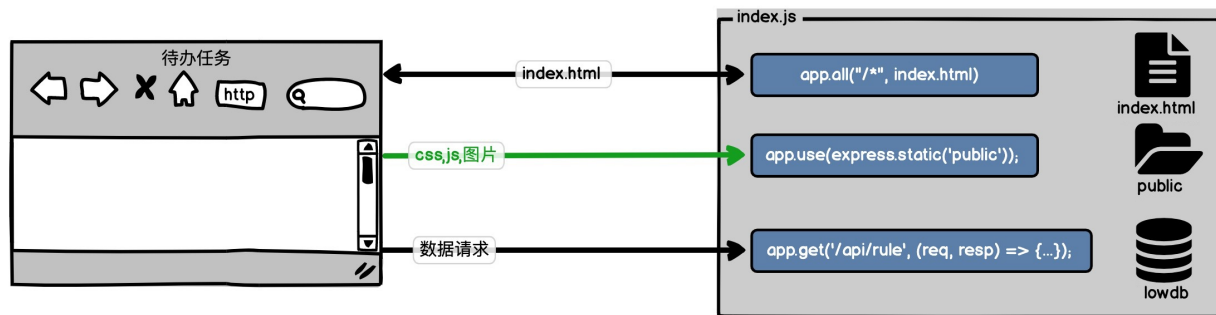 index.js
待办任务
http
index.html
app.all("/*", index.html)
index.html
css,js,图片
app.use(express.static('public'));
public
数据请求
app.get('/api/rule', (req, resp) => {...});
lowdb